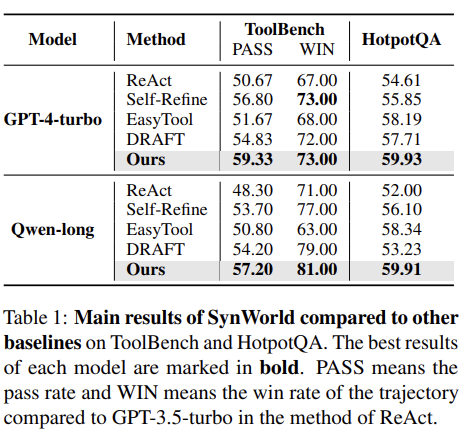 Model Method ToolBench HotpotQA
PASS WIN
GPT-4-turbo
ReAct 50.67 67.00 54.61
Self-Refine 56.80 73.00 55.85
EasyTool 51.67 68.00 58.19
DRAFT 54.83 72.00 57.71
Ours 59.33 73.00 59.93
Qwen-long
ReAct 48.30 71.00 52.00
Self-Refine 53.70 77.00 56.10
EasyTool 50.80 63.00 58.34
DRAFT 54.20 79.00 53.23
Ours 57.20 81.00 59.91
Table 1: Main results of SynWorld compared to other
baselines on ToolBench and HotpotQA. The best results
of each model are marked in bold. PASS means the
pass rate and WIN means the win rate of the trajectory
compared to GPT-3.5-turbo in the method of ReAct.